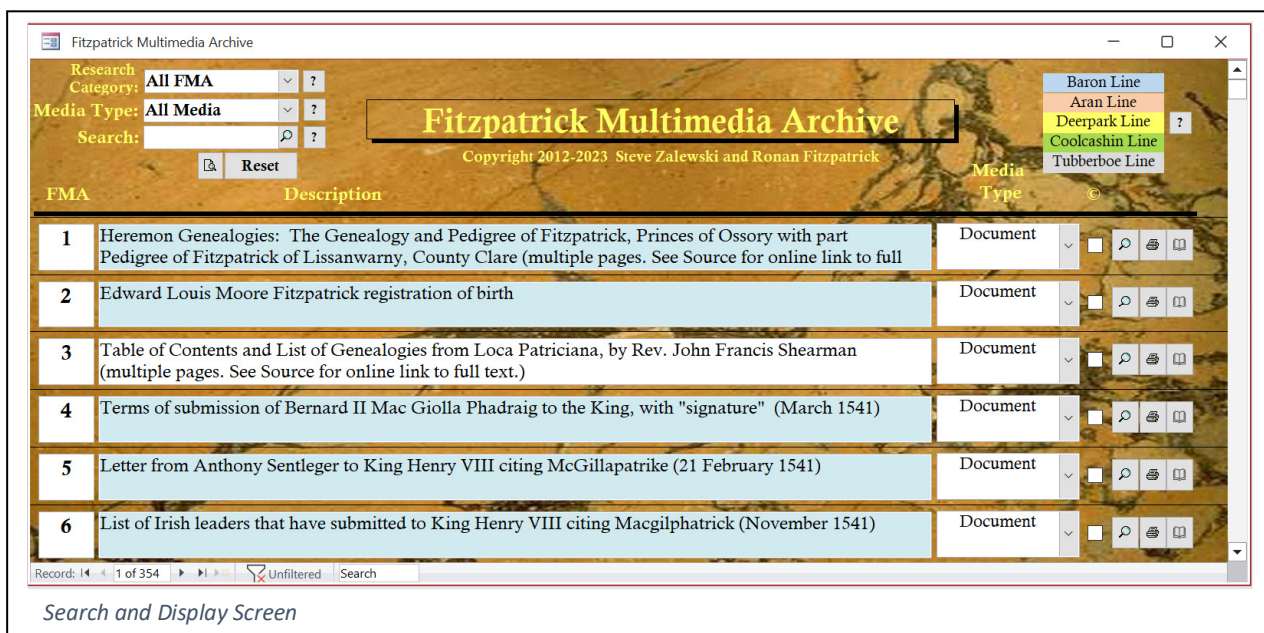 Fitzpatrick Multimedia Archive
Research
Category: All FMA ?
Media Type: All Media ?
Search: ?
Reset
Fitzpatrick Multimedia Archive
Copyright 2012-2023 Steve Zalewski and Ronan Fitzpatrick
Baron Line
Aran Line
Deerpark Line ?
Coolcashin Line
Tubberboe Line
FMA Description Media
Type ©
1 Heremon Genealogies: The Genealogy and Pedigree of Fitzpatrick, Princes of Ossory with part Document
Pedigree of Fitzpatrick of Lissanwarny, County Clare (multiple pages. See Source for online link to full
2 Edward Louis Moore Fitzpatrick registration of birth Document
3 Table of Contents and List of Genealogies from Loca Patriciana, by Rev. John Francis Shearman Document
(multiple pages. See Source for online link to full text.)
4 Terms of submission of Bernard II Mac Giolla Phadraig to the King, with "signature" (March 1541) Document
5 Letter from Anthony Sentleger to King Henry VIII citing McGillapatrike (21 February 1541) Document
6 List of Irish leaders that have submitted to King Henry VIII citing Macgilphatrick (November 1541) Document
Record: 1 of 354 Unfiltered Search
Search and Display Screen